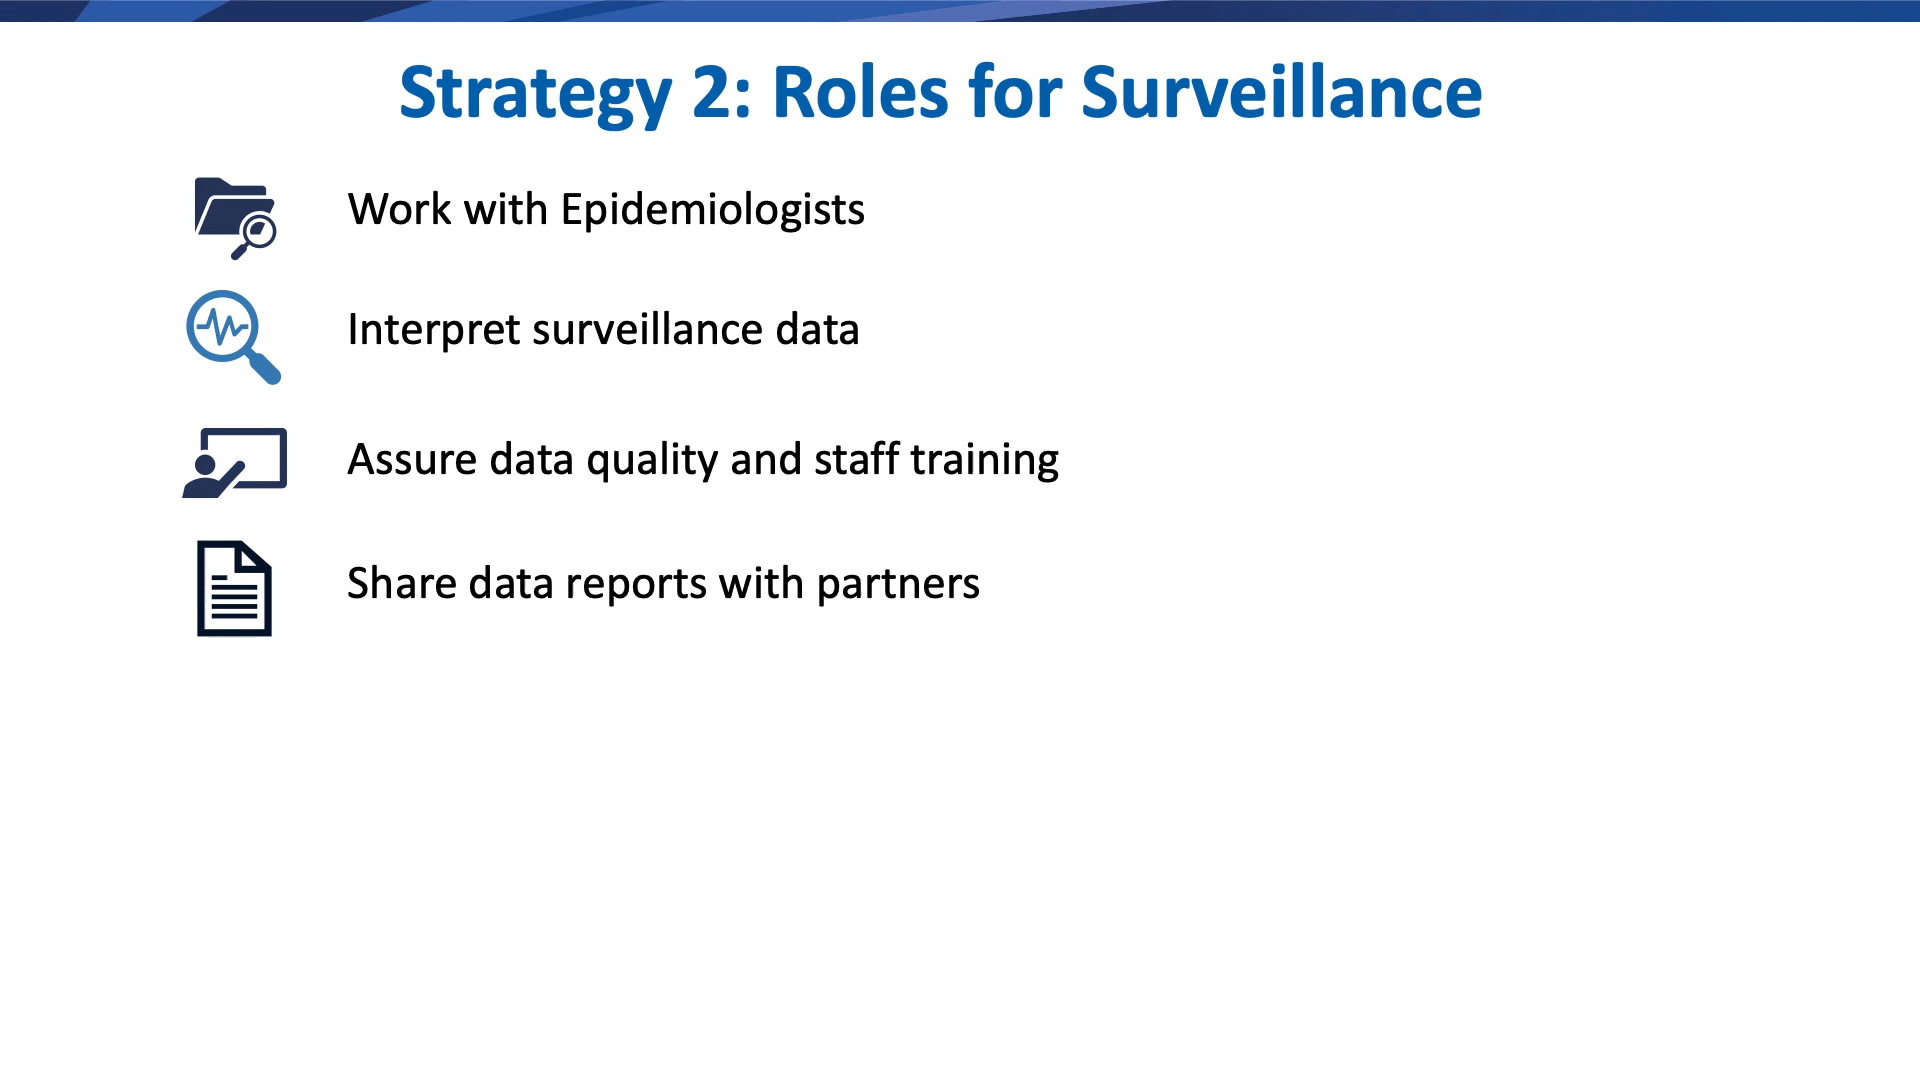 Strategy 2: Roles for Surveillance
Work with Epidemiologists
Interpret surveillance data
Assure data quality and staff training
Share data reports with partners